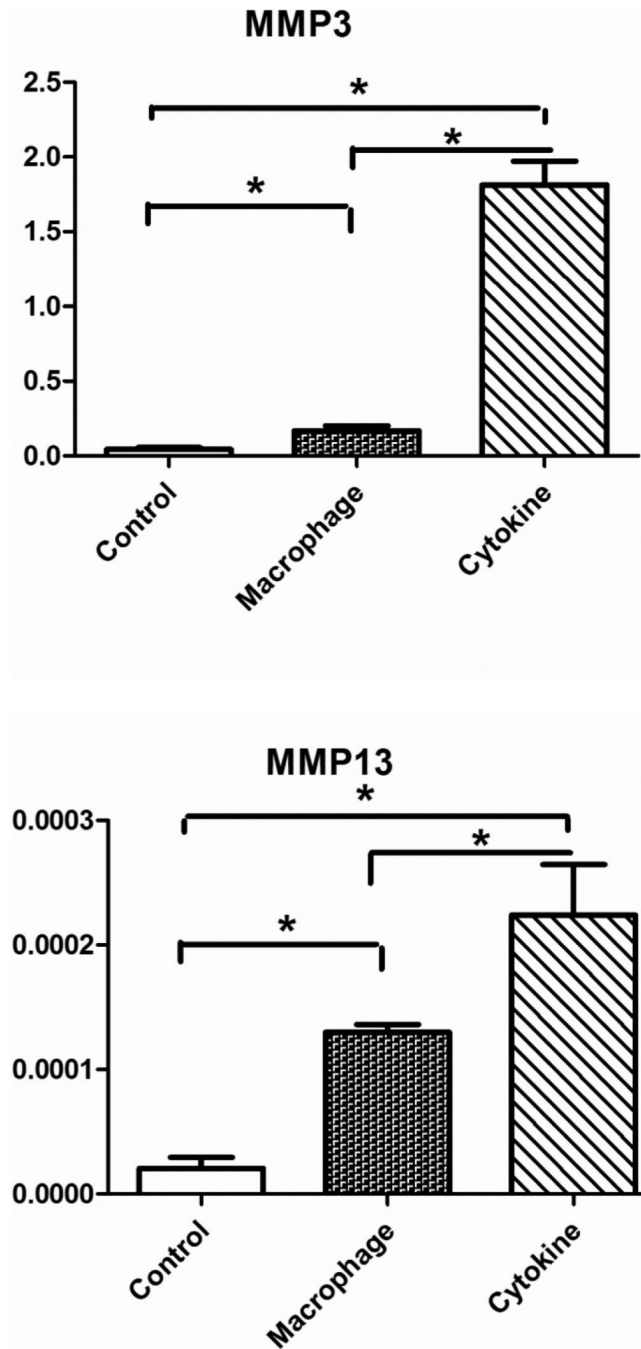 MMP3
2.5
*
2.0
*
*
1.5
1.0
0.5
0.0
Control
Macrophage
Cytokine
MMP13
0.0003
*
*
0.0002
*
0.0001
0.0000
Control
Macrophage
Cytokine